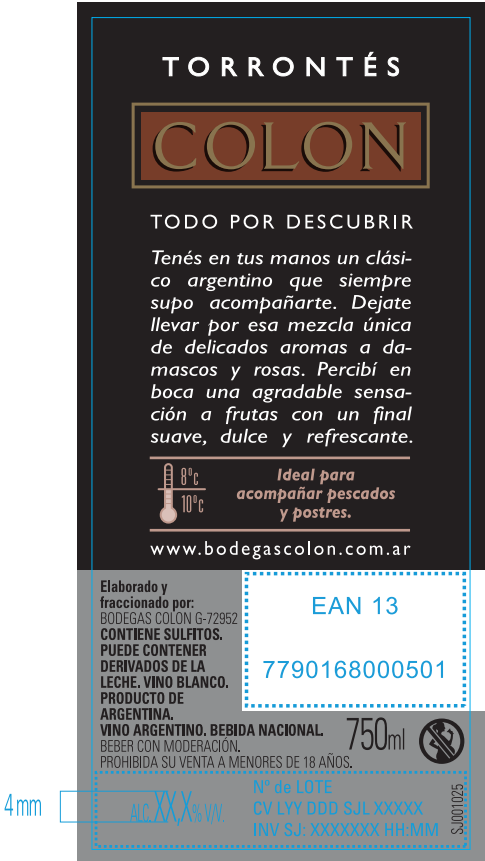 TORRONTÉS
COLON
TODO POR DESCUBRIR
Tenés en tus manos un clási-
co argentino que siempre
supo acompañarte. Dejate
llevar por esa mezcla única
de delicados aromas a da-
mascos y rosas. Percibí en
boca una agradable sensa-
ción a frutas con un final
suave, dulce y refrescante.
8ºc
10ºc
Ideal para
acompañar pescados
y postres.
www.bodegascolon.com.ar
Elaborado y
fraccionado por:
BODEGAS COLÓN G-72952
CONTIENE SULFITOS.
PUEDE CONTENER
DERIVADOS DE LA
LECHE. VINO BLANCO.
PRODUCTO DE
ARGENTINA.
VINO ARGENTINO. BEBIDA NACIONAL.
BEBER CON MODERACIÓN.
PROHIBIDA SU VENTA A MENORES DE 18 AÑOS.
EAN 13
7790168000501
750ml
4mm
ALC. XX,X% V/V.
Nº de LOTE
CV LYY DDD SJL XXXXX
INV SJ: XXXXXXX HH:MM
SJ001025